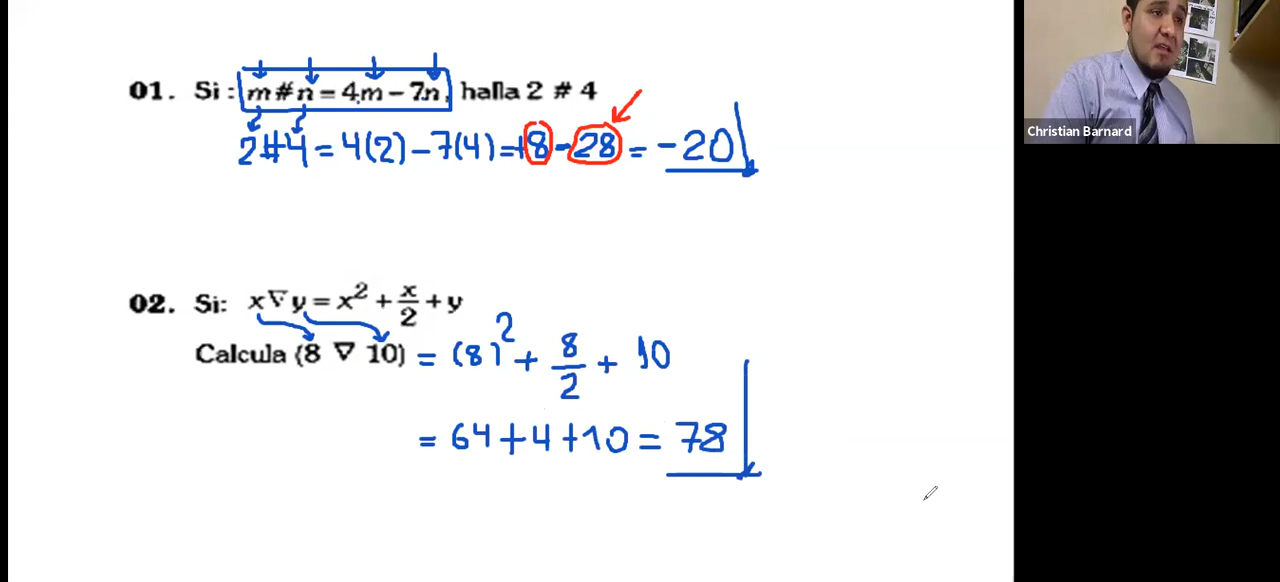 01. Si : m # n = 4m - 7n, halla 2 # 4
2#4 = 4(2) - 7(4) = +8 - 28 = -20
02. Si: x∇y = x² + x/2 + y
Calcula (8 ∇ 10) = (8)² + 8/2 + 10
= 64 + 4 + 10 = 78
Christian Barnard